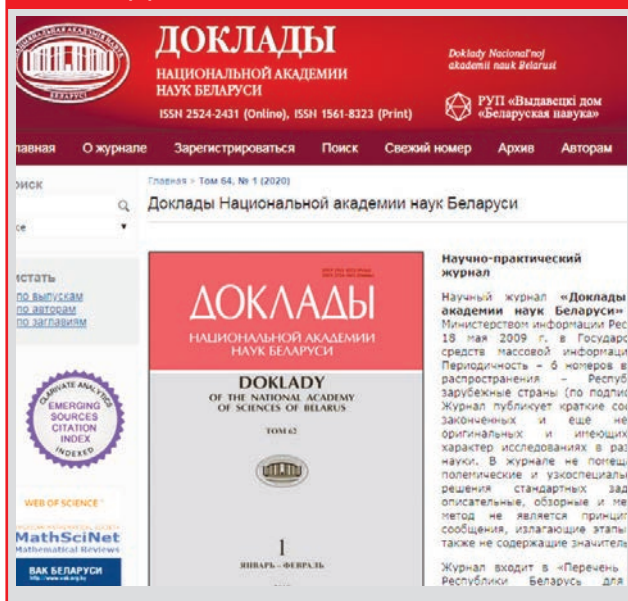 ДОКЛАДЫ
НАЦИОНАЛЬНОЙ АКАДЕМИИ
НАУК БЕЛАРУСИ
ISSN 2524-2431 (Online), ISSN 1561-8323 (Print)
Doklady Nacional'noj
akademii nauk Belarusi
РУП «Выдавецкі дом
«Беларуская навука»
лавная О журнале Зарегистрироваться Поиск Свежий номер Архив Авторам
оиск
се
Главная > Том 64, № 1 (2020)
Доклады Национальной академии наук Беларуси
истать
по выпускам
по авторам
по заглавиям
CLARIVATE ANALYTICS
EMERGING
SOURCES
CITATION
INDEX
INDEXED
WEB OF SCIENCE
MathSciNet
Mathematical Reviews
ВАК БЕЛАРУСИ
ДОКЛАДЫ
НАЦИОНАЛЬНОЙ АКАДЕМИИ
НАУК БЕЛАРУСИ
DOKLADY
OF THE NATIONAL ACADEMY
OF SCIENCES OF BELARUS
ТОМ 62
1
ЯНВАРЬ – ФЕВРАЛЬ
Научно-практический
журнал
Научный журнал «Доклады
академии наук Беларуси»
Министерством информации Рес
18 мая 2009 г. в Государс
средств массовой информаци
Периодичность – 6 номеров в
распространения – Респуб
зарубежные страны (по подпис
Журнал публикует краткие соо
законченных и еще не
оригинальных и имеющих
характер исследованиях в раз
науки. В журнале не помеща
полемические и узкоспециаль
решения стандартных зад
описательные, обзорные и ме
метод не является принцип
сообщения, излагающие этапы
также не содержащие значитель
Журнал входит в «Перечень
Республики Беларусь для